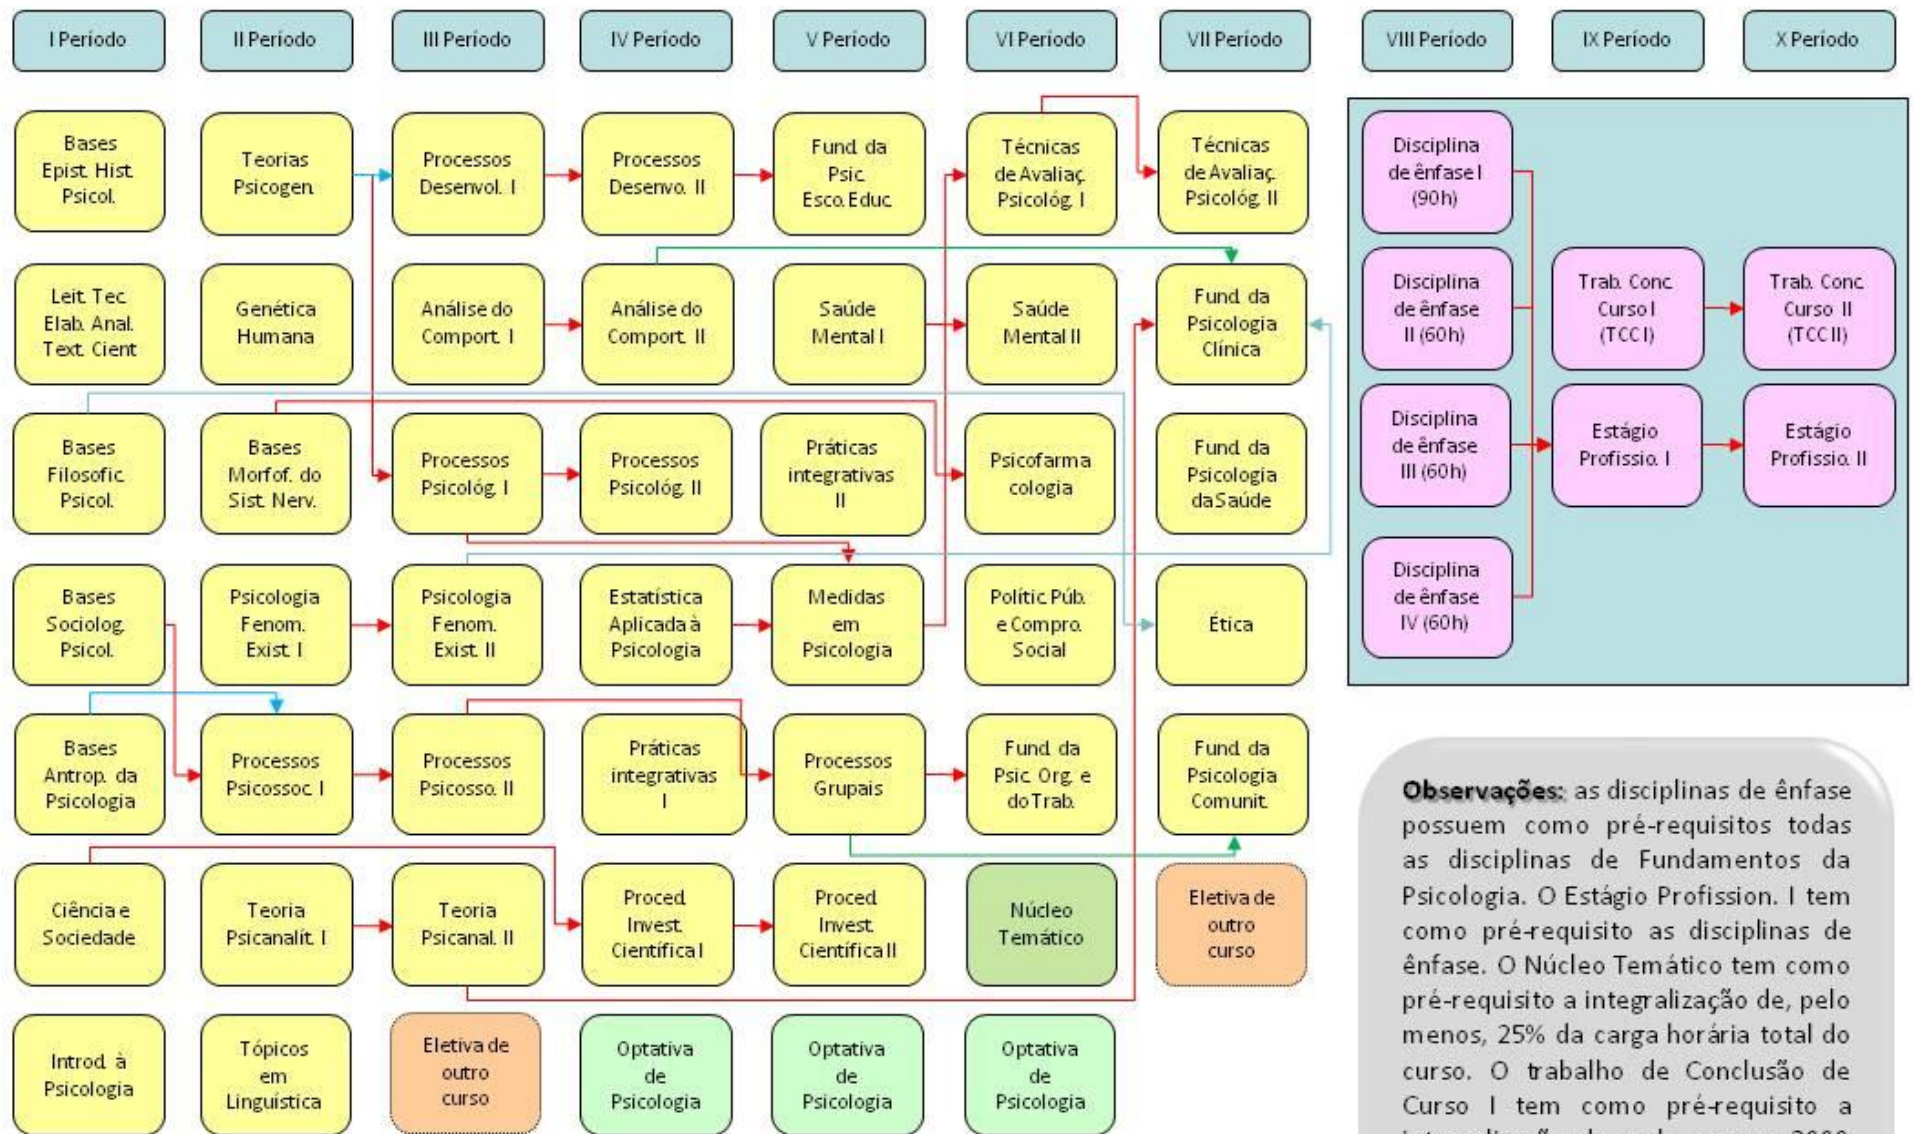 I Período
II Período
III Período
IV Período
V Período
VI Período
VII Período
VIII Período
IX Período
X Período
Bases
Epist. Hist.
Psicol.
Teorias
Psicogen.
Processos
Desenvol. I
Processos
Desenvo. II
Fund. da
Psic.
Esco. Educ.
Técnicas
de Avaliaç.
Psicológ. I
Técnicas
de Avaliaç.
Psicológ. II
Disciplina
de ênfase I
(90h)
Leit. Tec.
Elab. Anal.
Text. Cient
Genética
Humana
Análise do
Comport. I
Análise do
Comport. II
Saúde
Mental I
Saúde
Mental II
Fund. da
Psicologia
Clínica
Disciplina
de ênfase
II (60h)
Trab. Conc.
Curso I
(TCC I)
Trab. Conc.
Curso II
(TCC II)
Bases
Filosofic.
Psicol.
Bases
Morfof. do
Sist. Nerv.
Processos
Psicológ. I
Processos
Psicológ. II
Práticas
integrativas
II
Psicofarma
cologia
Fund. da
Psicologia
da Saúde
Disciplina
de ênfase
III (60h)
Estágio
Profissio. I
Estágio
Profissio. II
Bases
Sociolog.
Psicol.
Psicologia
Fenom.
Exist. I
Psicologia
Fenom.
Exist. II
Estatística
Aplicada à
Psicologia
Medidas
em
Psicologia
Polític. Púb.
e Compro.
Social
Ética
Disciplina
de ênfase
IV (60h)
Bases
Antrop. da
Psicologia
Processos
Psicossoc. I
Processos
Psicosso. II
Práticas
integrativas
I
Processos
Grupais
Fund. da
Psic. Org. e
do Trab.
Fund. da
Psicologia
Comunit.
Ciência e
Sociedade
Teoria
Psicanalít. I
Teoria
Psicanal. II
Proced.
Invest.
Científica I
Proced.
Invest.
Científica II
Núcleo
Temático
Eletiva de
outro
curso
Introd. à
Psicologia
Tópicos
em
Linguística
Eletiva de
outro
curso
Optativa
de
Psicologia
Optativa
de
Psicologia
Optativa
de
Psicologia
Observações: as disciplinas de ênfase
possuem como pré-requisitos todas
as disciplinas de Fundamentos da
Psicologia. O Estágio Profission. I tem
como pré-requisito as disciplinas de
ênfase. O Núcleo Temático tem como
pré-requisito a integralização de, pelo
menos, 25% da carga horária total do
curso. O trabalho de Conclusão de
Curso I tem como pré-requisito a